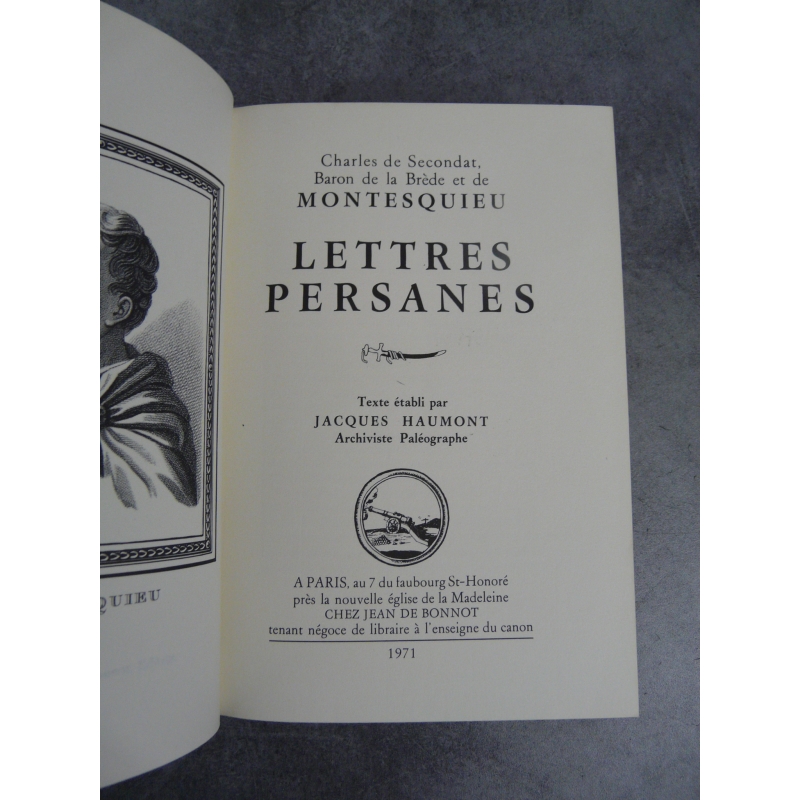 QUIEU
Charles de Secondat,
Baron de la Brède et de
MONTESQUIEU
LETTRES
PERSANES
Texte établi par
JACQUES HAUMONT
Archiviste Paléographe
A PARIS, au 7 du faubourg St-Honoré
près la nouvelle église de la Madeleine
CHEZ JEAN DE BONNOT
tenant négoce de libraire à l'enseigne du canon
1971